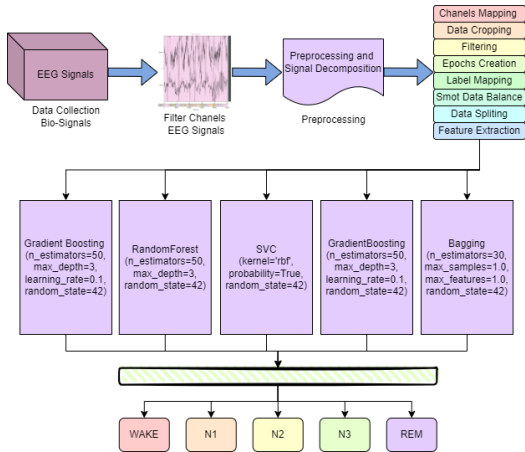 EEG Signals
Data Collection
Bio-Signals
Filter Chanels
EEG Signals
Preprocessing and
Signal Decomposition
Preprocessing
Chanels Mapping
Data Cropping
Filtering
Epochs Creation
Label Mapping
Smot Data Balance
Data Spliting
Feature Extraction
Gradient Boosting
(n_estimators=50,
max_depth=3,
learning_rate=0.1,
random_state=42)
RandomForest
(n_estimators=50,
max_depth=3,
random_state=42)
SVC
(kernel='rbf',
probability=True,
random_state=42)
GradientBoosting
(n_estimators=50,
max_depth=3,
learning_rate=0.1,
random_state=42)
Bagging
(n_estimators=30,
max_samples=1.0,
max_features=1.0,
random_state=42)
WAKE
N1
N2
N3
REM